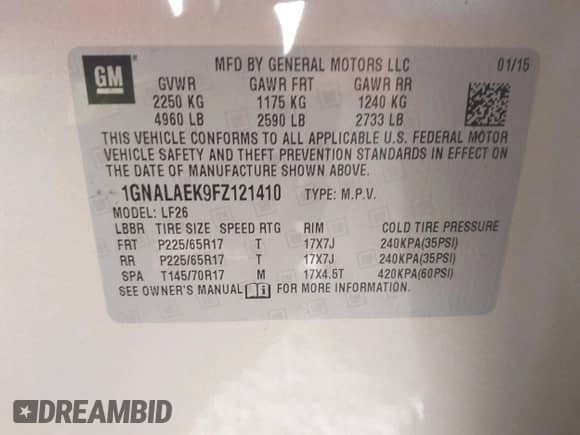 GM
MFD BY GENERAL MOTORS LLC 01/15
GVWR GAWR FRT GAWR RR
2250 KG 1175 KG 1240 KG
4960 LB 2590 LB 2733 LB
THIS VEHICLE CONFORMS TO ALL APPLICABLE U.S. FEDERAL MOTOR
VEHICLE SAFETY AND THEFT PREVENTION STANDARDS IN EFFECT ON
THE DATE OF MANUFACTURE SHOWN ABOVE.
1GNALAEK9FZ121410 TYPE: M.P.V.
MODEL: LF26
LBBR TIRE SIZE SPEED RTG RIM COLD TIRE PRESSURE
FRT P225/65R17 T 17X7J 240KPA(35PSI)
RR P225/65R17 T 17X7J 240KPA(35PSI)
SPA T145/70R17 M 17X4.5T 420KPA(60PSI)
SEE OWNER'S MANUAL FOR MORE INFORMATION.
DREAMBID